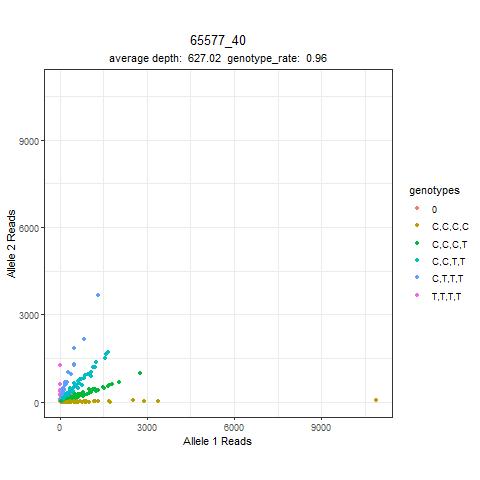 65577_40
average depth:  627.02  genotype_rate:  0.96
9000
6000
3000
0
Allele 2 Reads
0 3000 6000 9000
Allele 1 Reads
genotypes
0
C,C,C,C
C,C,C,T
C,C,T,T
C,T,T,T
T,T,T,T